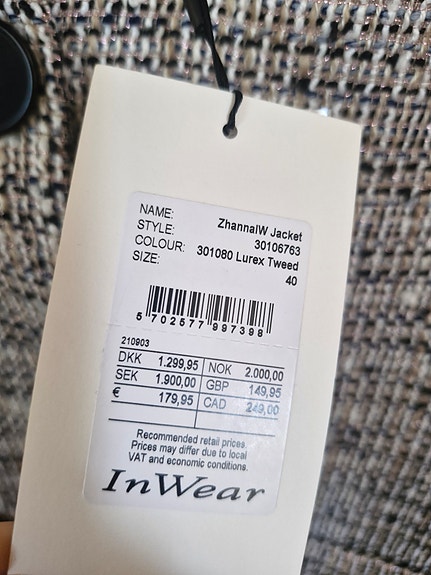 NAME: ZhannaIW Jacket
STYLE: 30106763
COLOUR: 301080 Lurex Tweed
SIZE: 40
5 702577 997398
210903
DKK 1.299,95 NOK 2.000,00
SEK 1.900,00 GBP 149,95
€ 179,95 CAD 249,00
Recommended retail prices.
Prices may differ due to local
VAT and economic conditions.
InWear